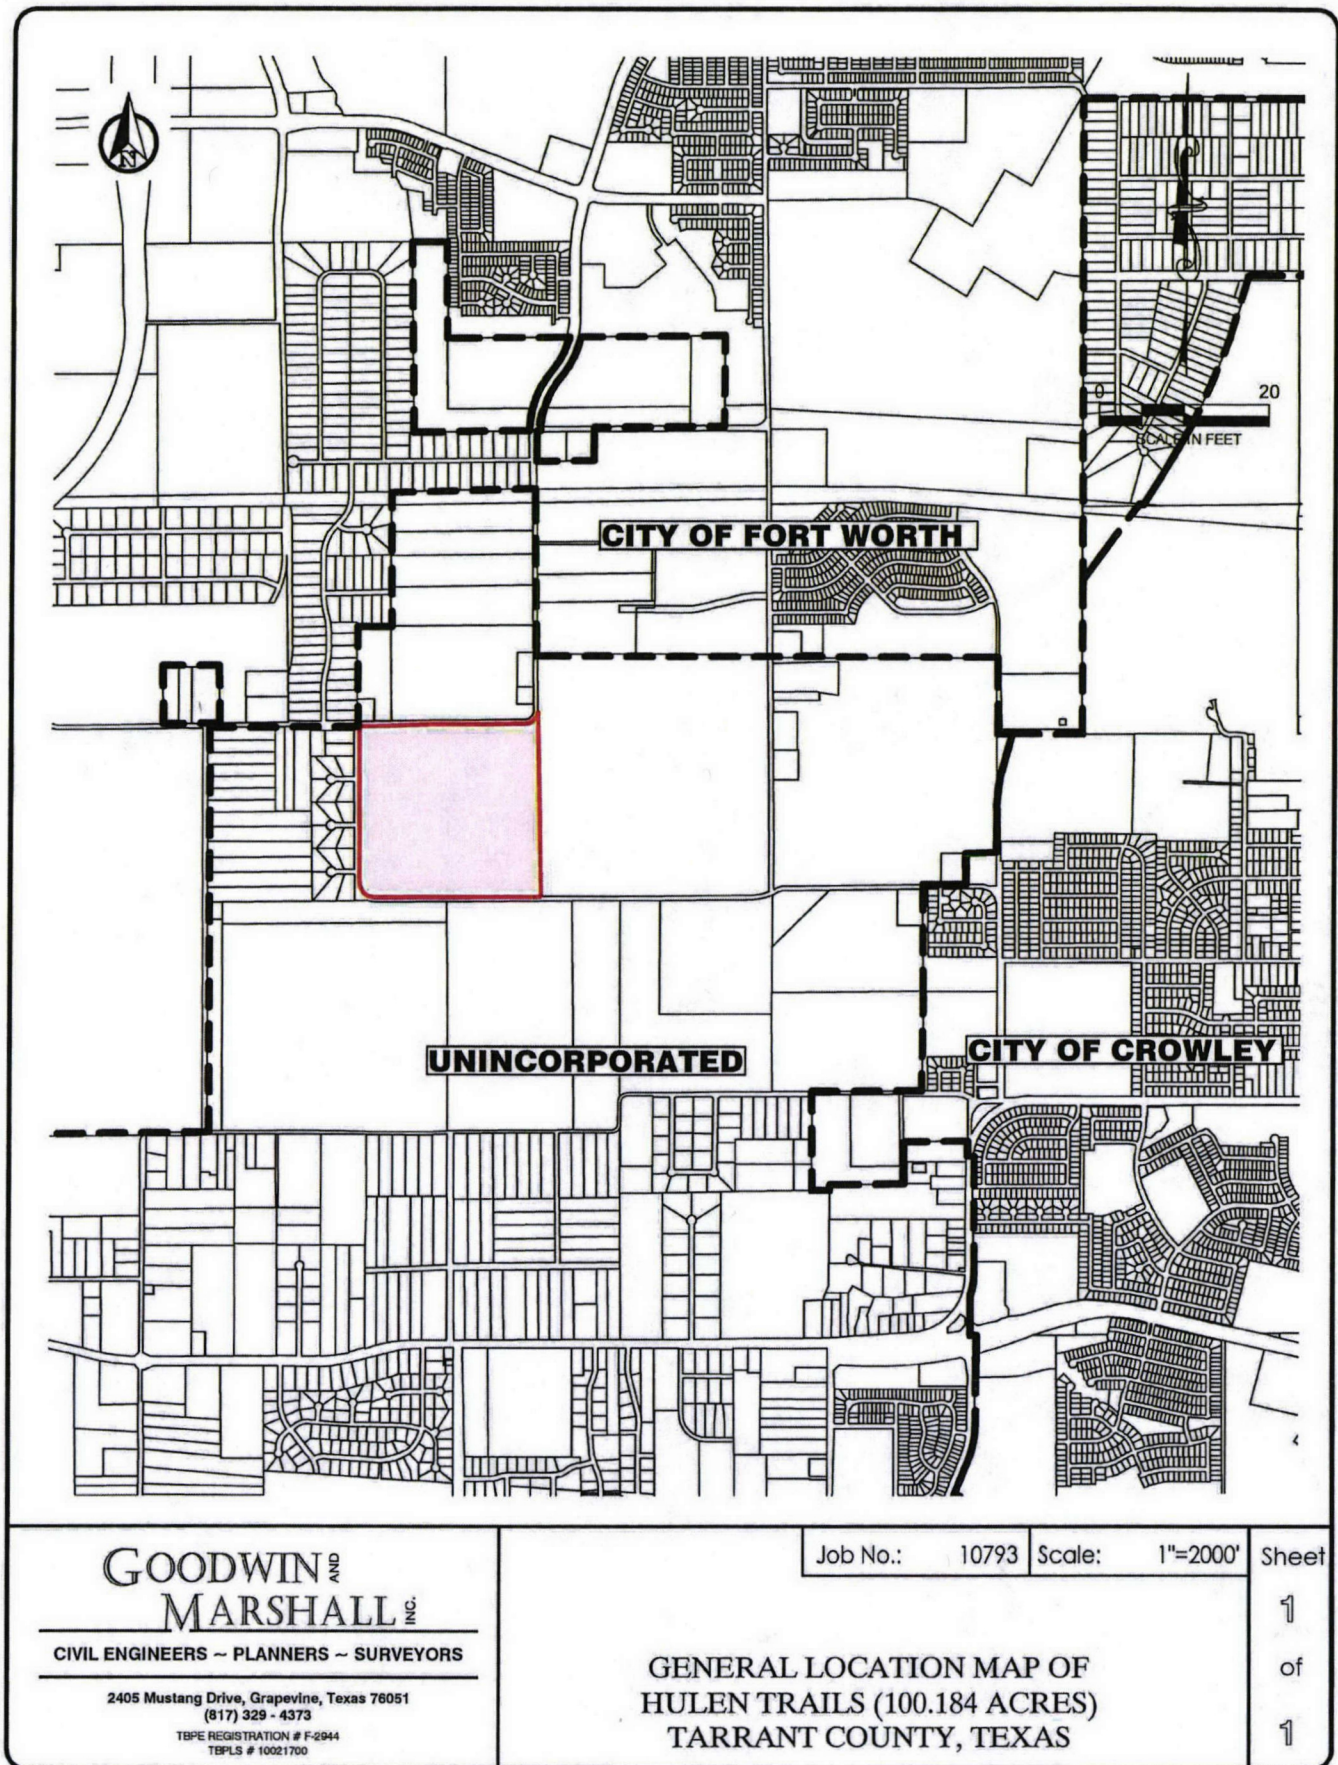 N
0 20
SCALE IN FEET
CITY OF FORT WORTH
UNINCORPORATED
CITY OF CROWLEY
GOODWIN AND
MARSHALL INC.
CIVIL ENGINEERS ~ PLANNERS ~ SURVEYORS
2405 Mustang Drive, Grapevine, Texas 76051
(817) 329 - 4373
TBPE REGISTRATION # F-2944
TBPLS # 10021700
Job No.: 10793 Scale: 1"=2000' Sheet
1
of
1
GENERAL LOCATION MAP OF
HULEN TRAILS (100.184 ACRES)
TARRANT COUNTY, TEXAS